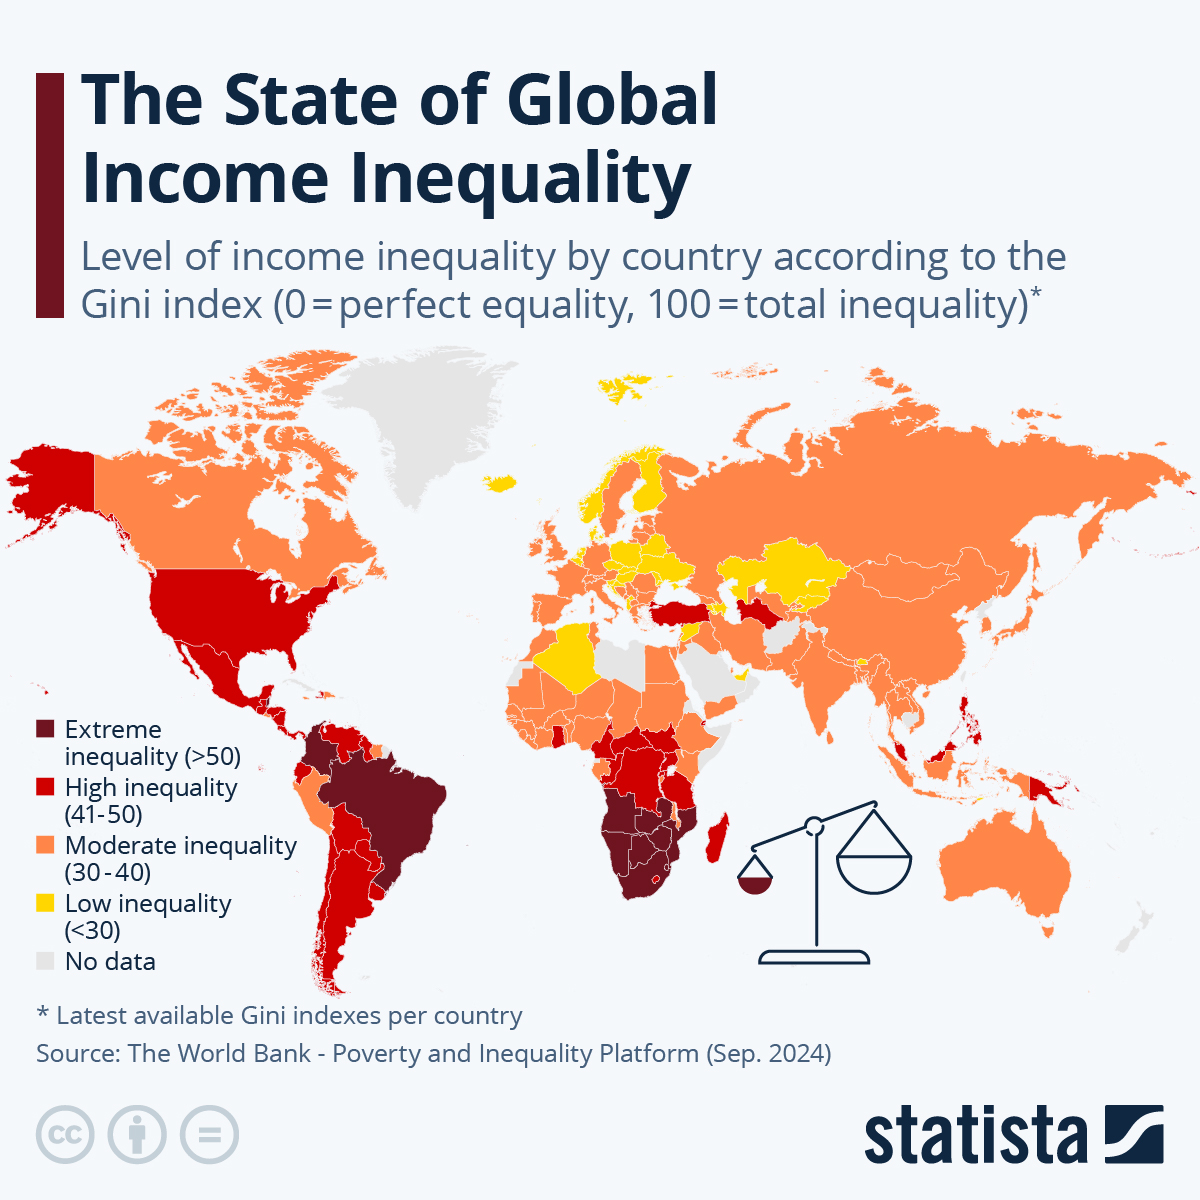 The State of Global
Income Inequality
Level of income inequality by country according to the
Gini index (0=perfect equality, 100=total inequality)*
Extreme
inequality (>50)
High inequality
(41-50)
Moderate inequality
(30-40)
Low inequality
(<30)
No data
* Latest available Gini indexes per country
Source: The World Bank - Poverty and Inequality Platform (Sep. 2024)
cc
statista